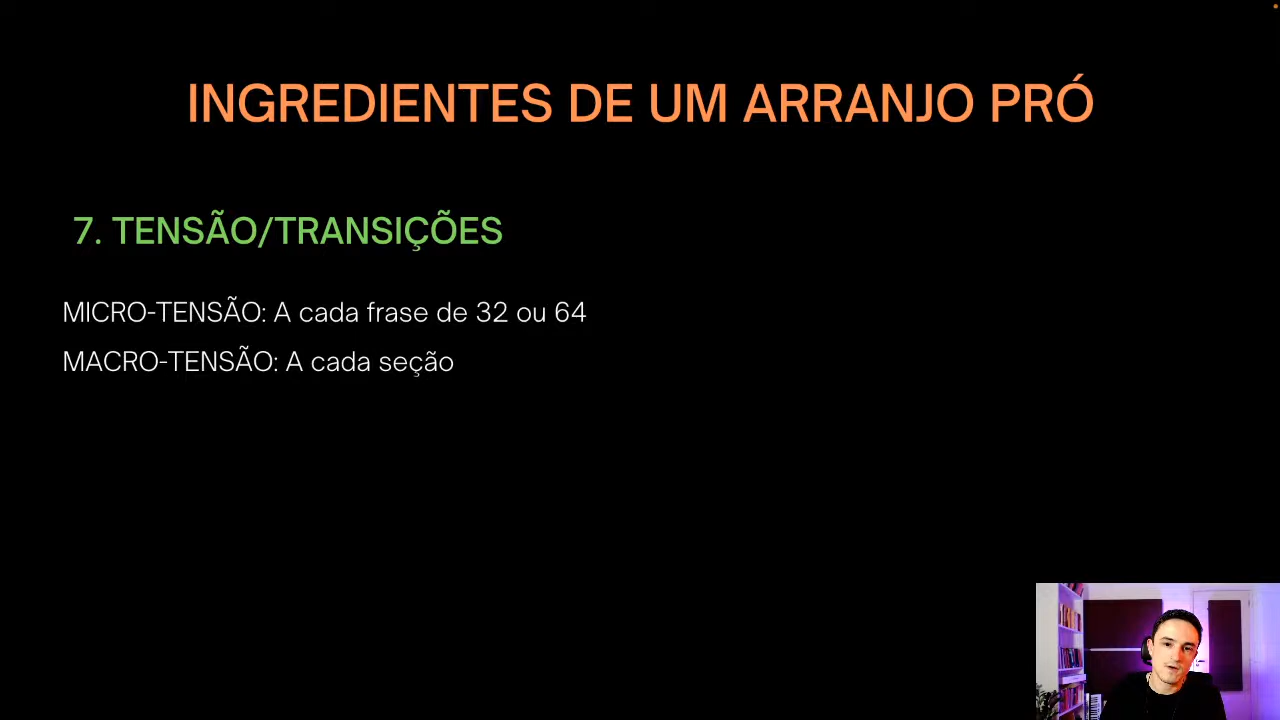 INGREDIENTES DE UM ARRANJO PRÓ
7. TENSÃO/TRANSIÇÕES
MICRO-TENSÃO: A cada frase de 32 ou 64
MACRO-TENSÃO: A cada seção